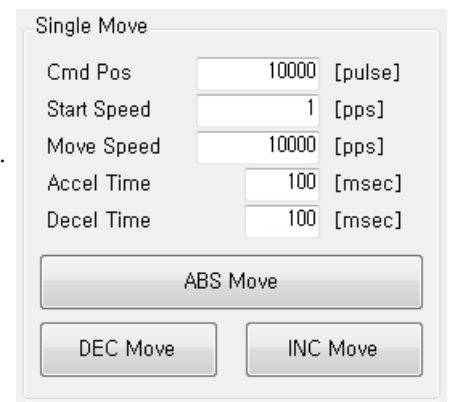 Single Move
Cmd Pos 10000 [pulse]
Start Speed 1 [pps]
Move Speed 10000 [pps]
Accel Time 100 [msec]
Decel Time 100 [msec]
ABS Move
DEC Move INC Move